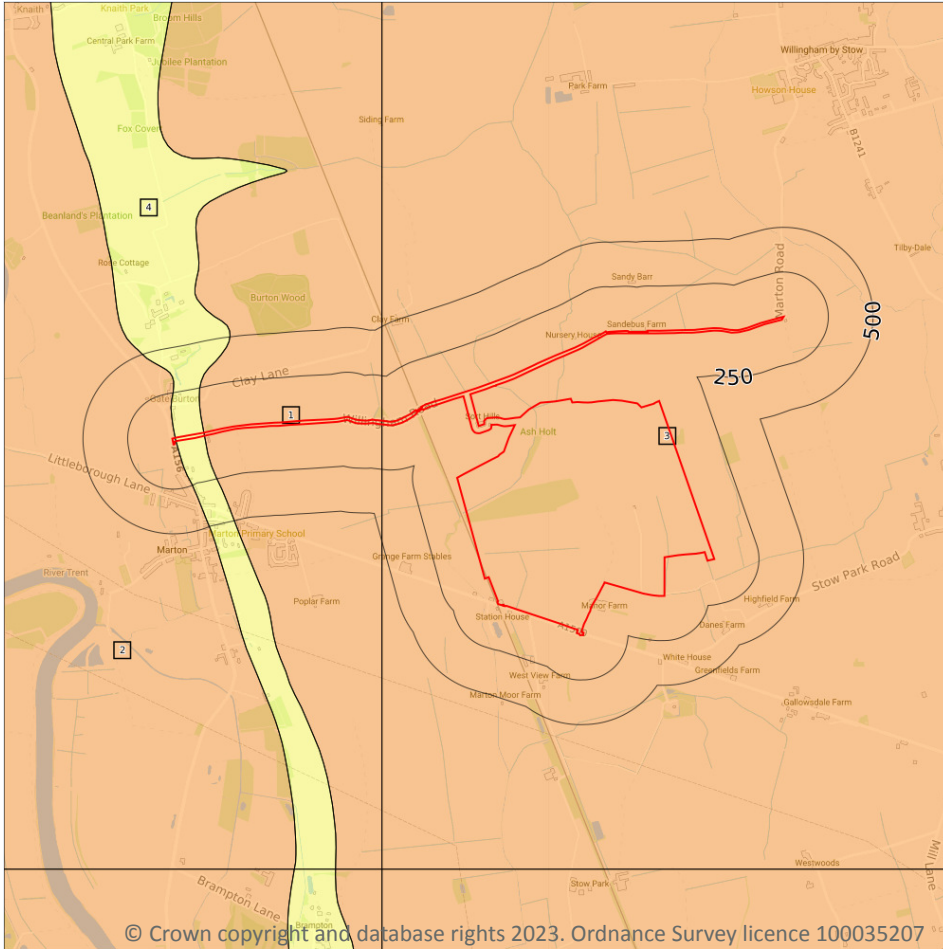 Knaith
Knaith Park
Broom Hills
Central Park Farm
Jubilee Plantation
Willingham by Stow
Park Farm
Howson House
Fox Cover
Siding Farm
B1241
4
Beanland's Plantation
Tilby Dale
Rose Cottage
Marton Road
Sandy Barr
Burton Wood
Clay Farm
Sandebus Farm
500
Nursery House
Clay Lane
250
Gate Burton
1
Ash Holt
3
A156
Littleborough Lane
Marton Primary School
Marton
Grange Farm Stables
River Trent
Stow Park Road
Poplar Farm
Manor Farm
Highfield Farm
Station House
Danes Farm
2
White House
Greenfields Farm
West View Farm
Marton Moor Farm
Gallowsdale Farm
Westwoods
Mill Lane
Brampton Lane
Stow Park
Brampton
© Crown copyright and database rights 2023. Ordnance Survey licence 100035207